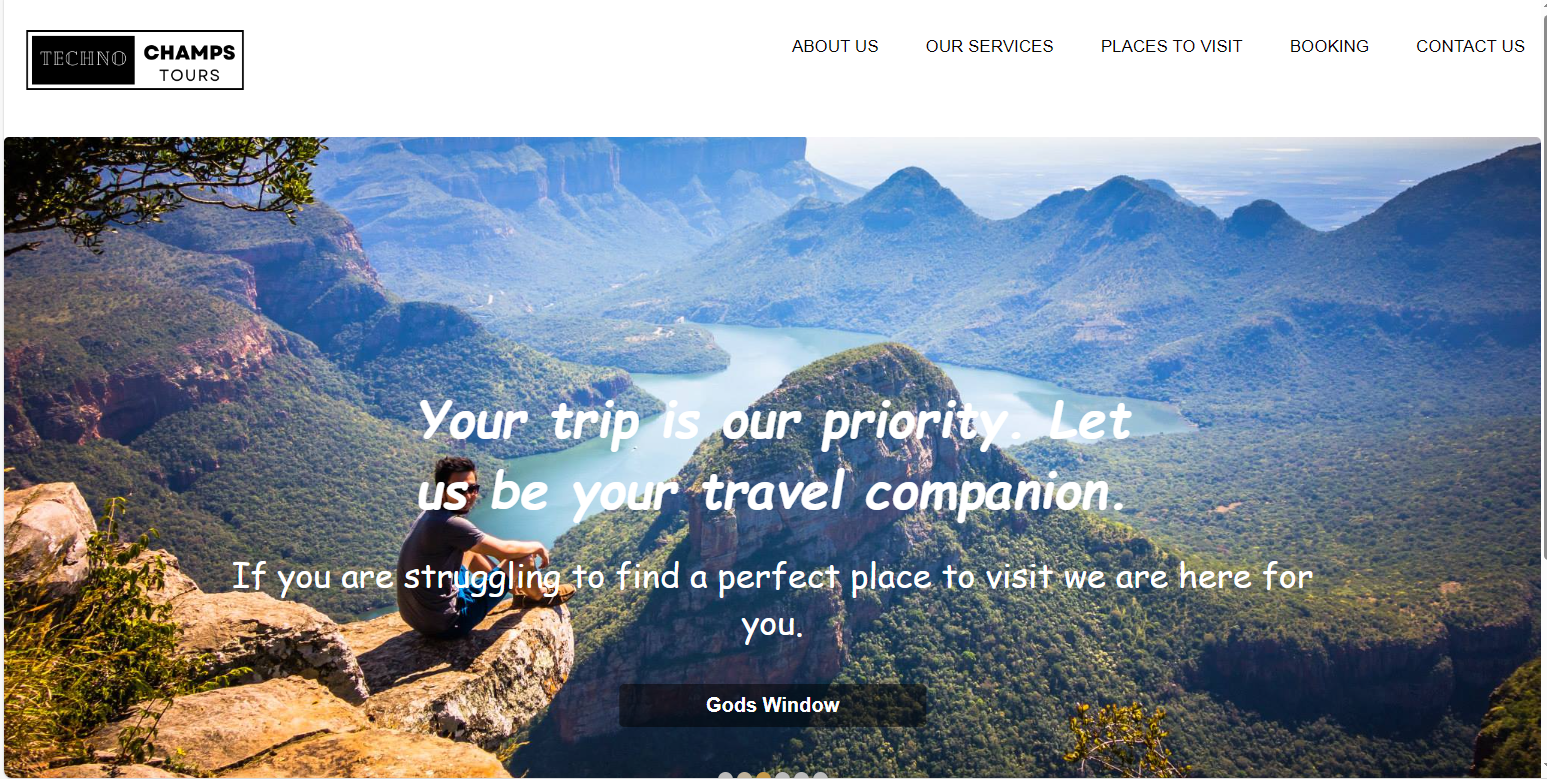 TECHNO CHAMPS
TOURS
ABOUT US OUR SERVICES PLACES TO VISIT BOOKING CONTACT US
Your trip is our priority. Let
us be your travel companion.
If you are struggling to find a perfect place to visit we are here for
you.
Gods Window